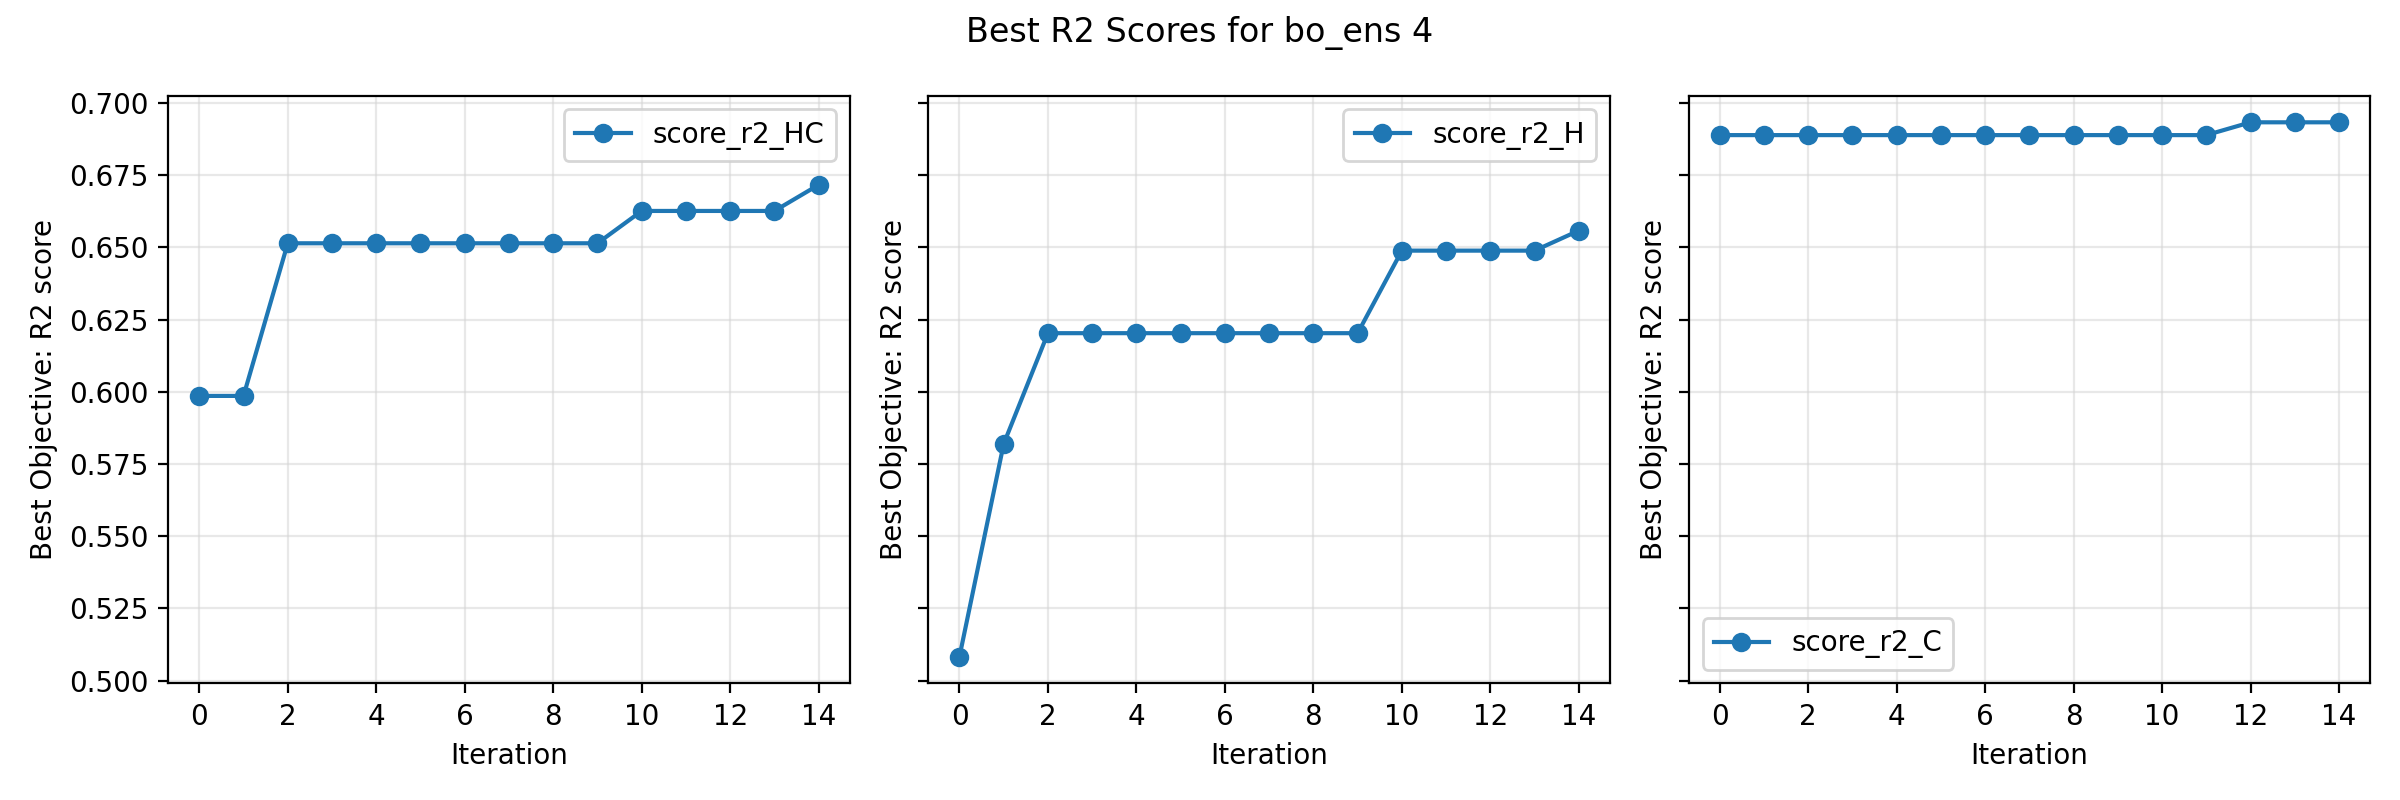 Best R2 Scores for bo_ens 4
Best Objective: R2 score
0.700
0.675
0.650
0.625
0.600
0.575
0.550
0.525
0.500
score_r2_HC
0 2 4 6 8 10 12 14
Iteration
Best Objective: R2 score
score_r2_H
0 2 4 6 8 10 12 14
Iteration
Best Objective: R2 score
score_r2_C
0 2 4 6 8 10 12 14
Iteration